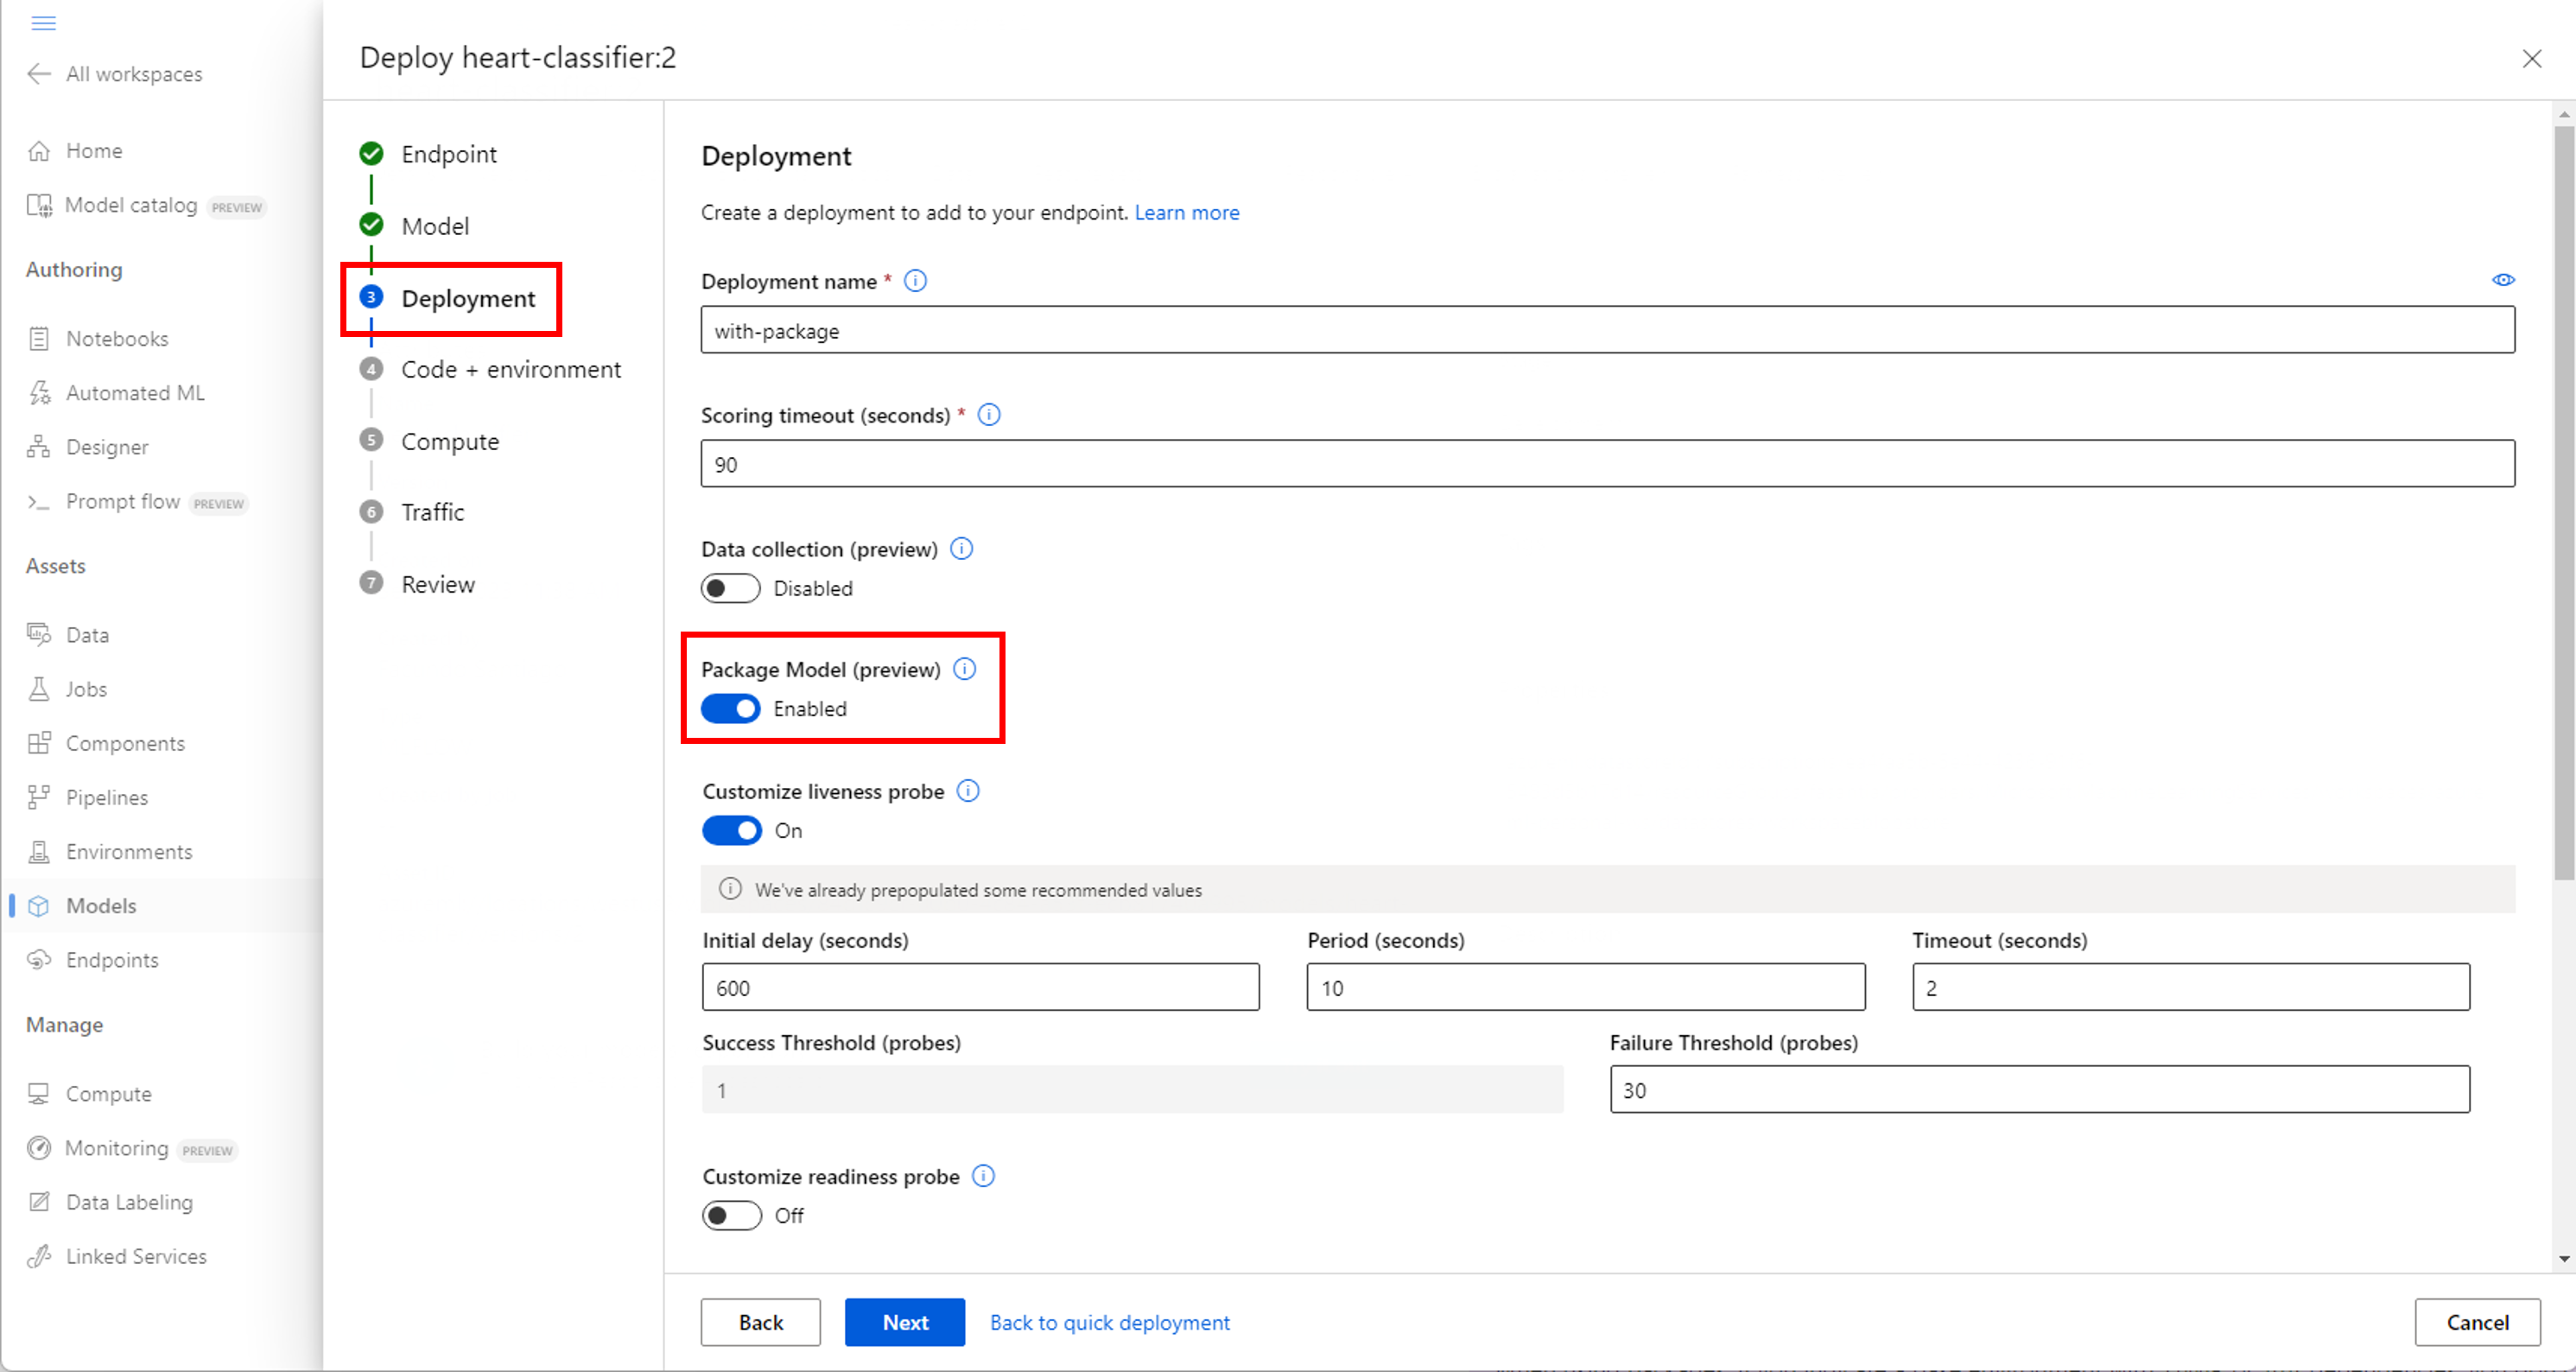 All workspaces
Home
Model catalog PREVIEW
Authoring
Notebooks
Automated ML
Designer
Prompt flow PREVIEW
Assets
Data
Jobs
Components
Pipelines
Environments
Models
Endpoints
Manage
Compute
Monitoring PREVIEW
Data Labeling
Linked Services
Deploy heart-classifier:2
Endpoint
Model
3 Deployment
4 Code + environment
5 Compute
6 Traffic
7 Review
Deployment
Create a deployment to add to your endpoint. Learn more
Deployment name *
with-package
Scoring timeout (seconds) *
90
Data collection (preview)
Disabled
Package Model (preview)
Enabled
Customize liveness probe
On
We've already prepopulated some recommended values
Initial delay (seconds) Period (seconds) Timeout (seconds)
600 10 2
Success Threshold (probes) Failure Threshold (probes)
1 30
Customize readiness probe
Off
Back Next Back to quick deployment Cancel